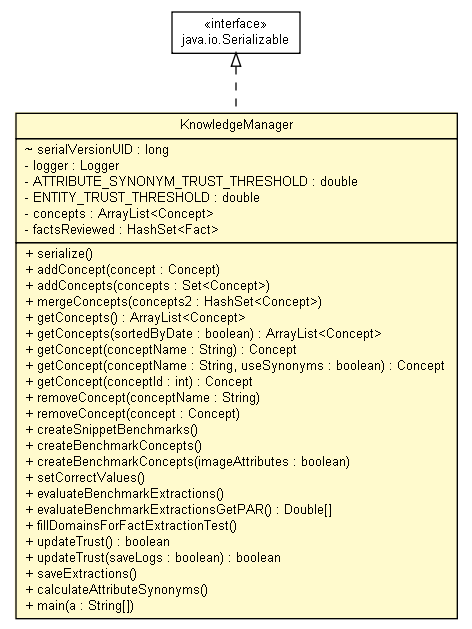 «interface»
java.io.Serializable
KnowledgeManager
~ serialVersionUID : long
- logger : Logger
- ATTRIBUTE_SYNONYM_TRUST_THRESHOLD : double
- ENTITY_TRUST_THRESHOLD : double
- concepts : ArrayList<Concept>
- factsReviewed : HashSet<Fact>
+ serialize()
+ addConcept(concept : Concept)
+ addConcepts(concepts : Set<Concept>)
+ mergeConcepts(concepts2 : HashSet<Concept>)
+ getConcepts() : ArrayList<Concept>
+ getConcepts(sortedByDate : boolean) : ArrayList<Concept>
+ getConcept(conceptName : String) : Concept
+ getConcept(conceptName : String, useSynonyms : boolean) : Concept
+ getConcept(conceptId : int) : Concept
+ removeConcept(conceptName : String)
+ removeConcept(concept : Concept)
+ createSnippetBenchmarks()
+ createBenchmarkConcepts()
+ createBenchmarkConcepts(imageAttributes : boolean)
+ setCorrectValues()
+ evaluateBenchmarkExtractions()
+ evaluateBenchmarkExtractionsGetPAR() : Double[]
+ fillDomainsForFactExtractionTest()
+ updateTrust() : boolean
+ updateTrust(saveLogs : boolean) : boolean
+ saveExtractions()
+ calculateAttributeSynonyms()
+ main(a : String[])